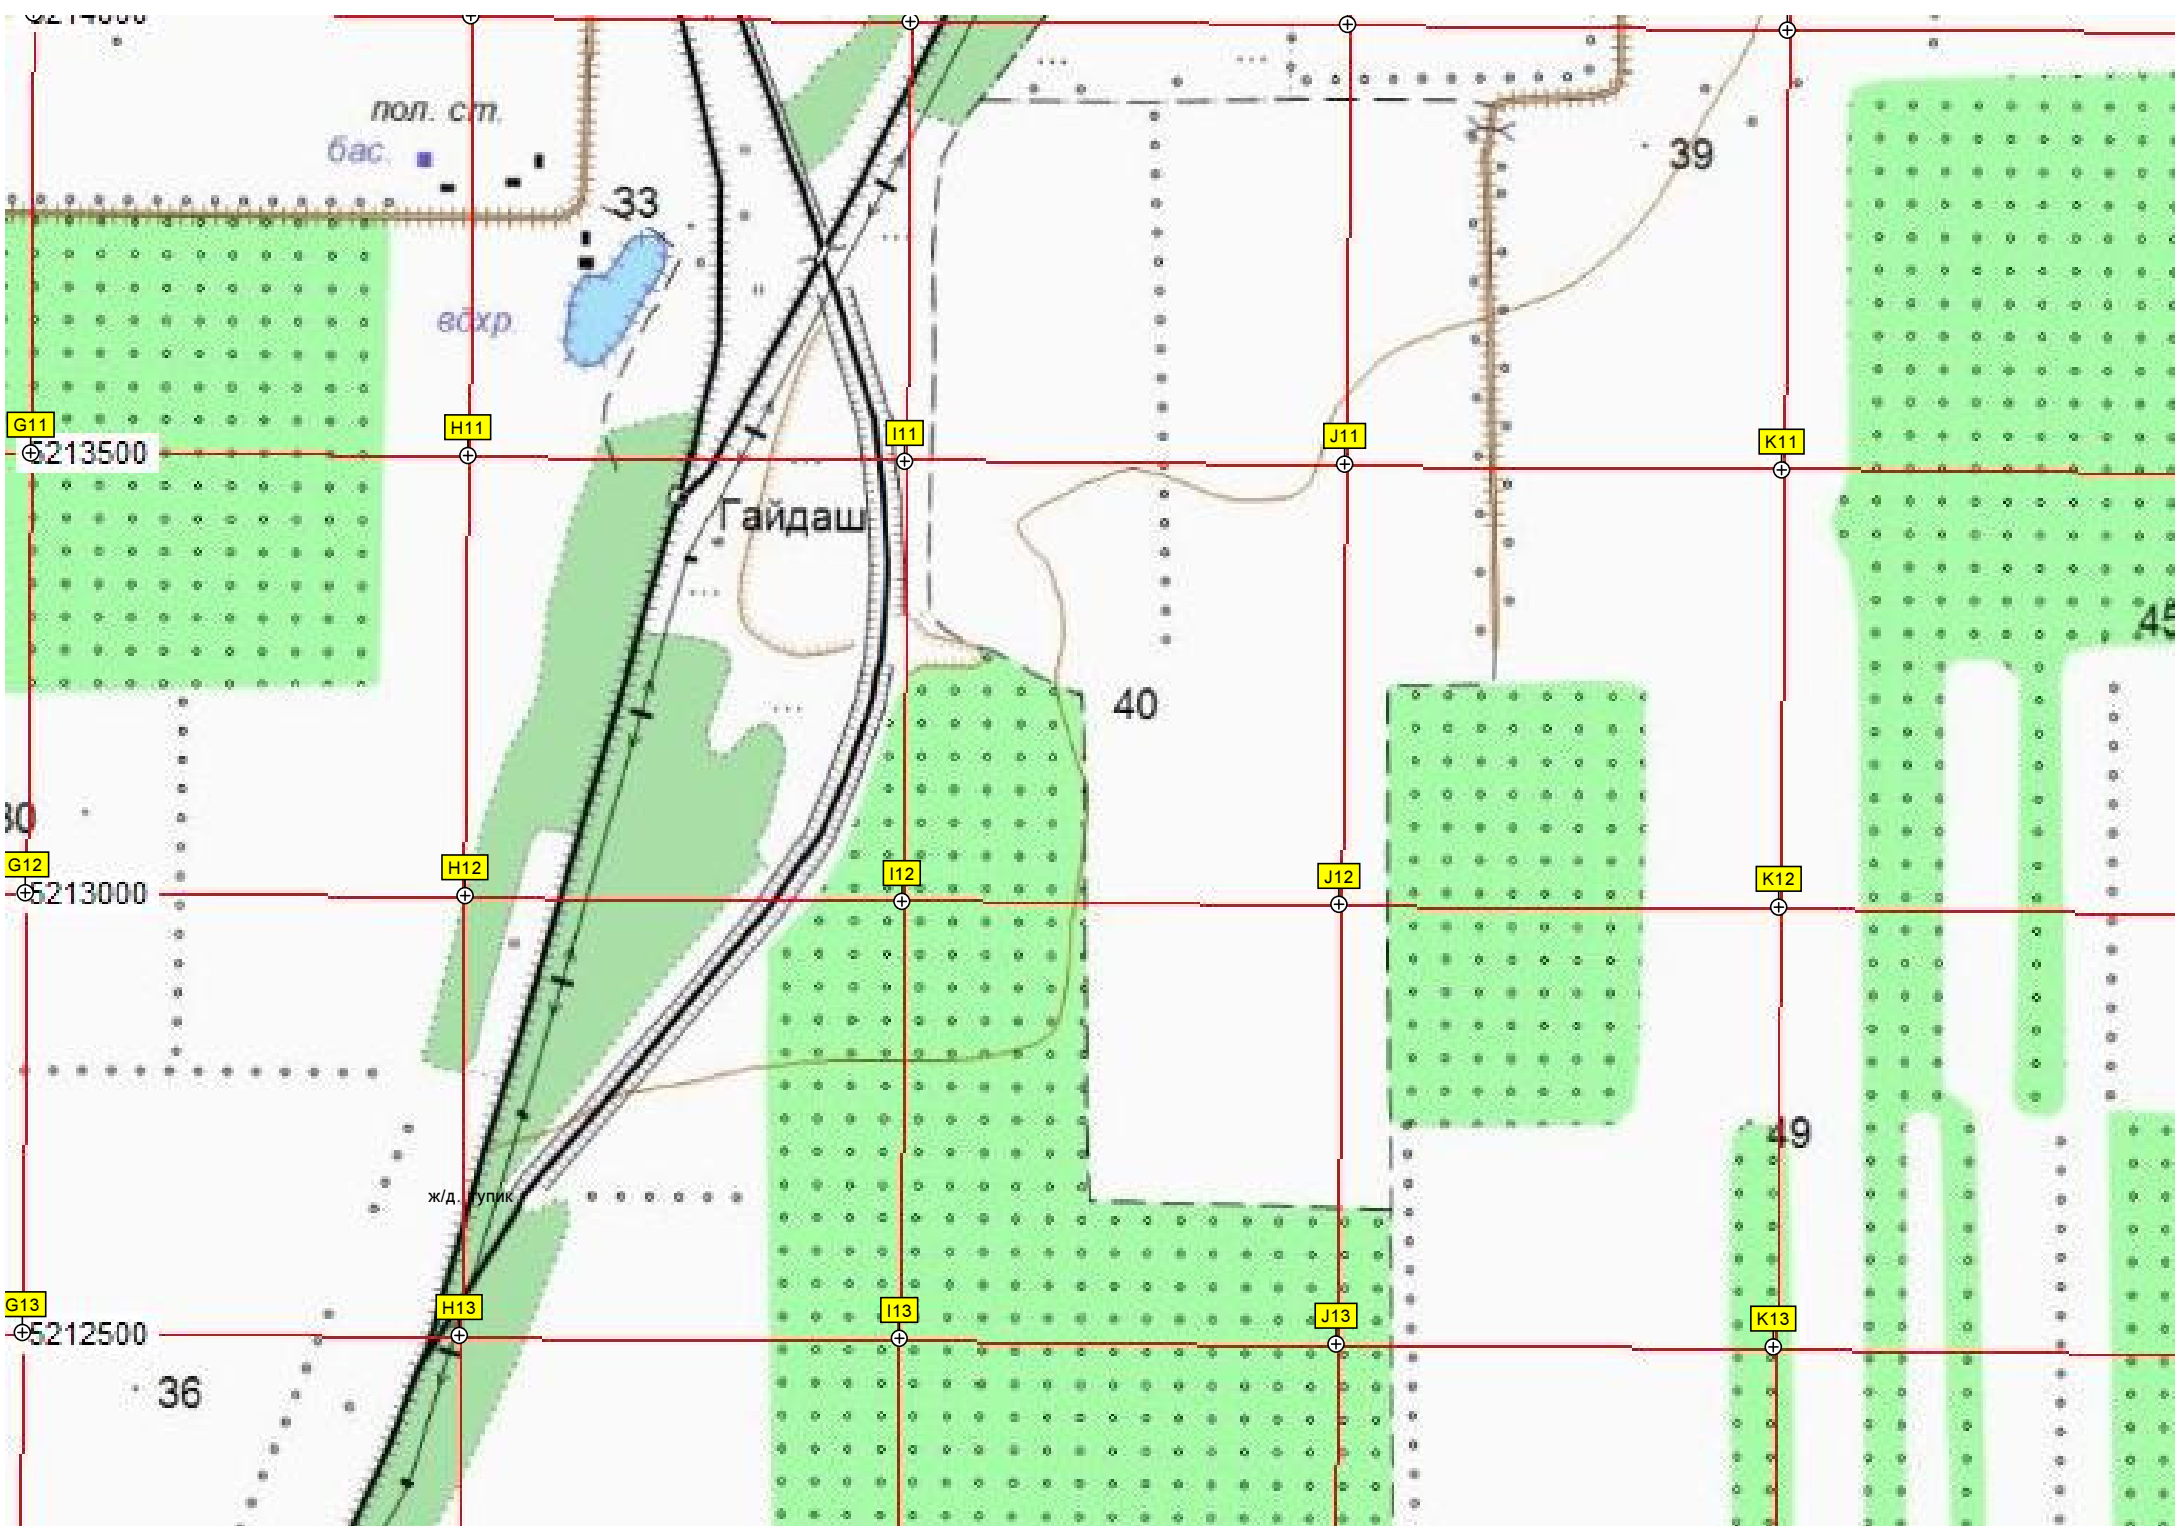 5214000
пол. ст.
бас.
33
39
вдхр.
G11
H11
I11
J11
K11
5213500
Гайдаш
45
40
30
G12
H12
I12
J12
K12
5213000
49
ж/д. тупик
G13
H13
I13
J13
K13
5212500
36